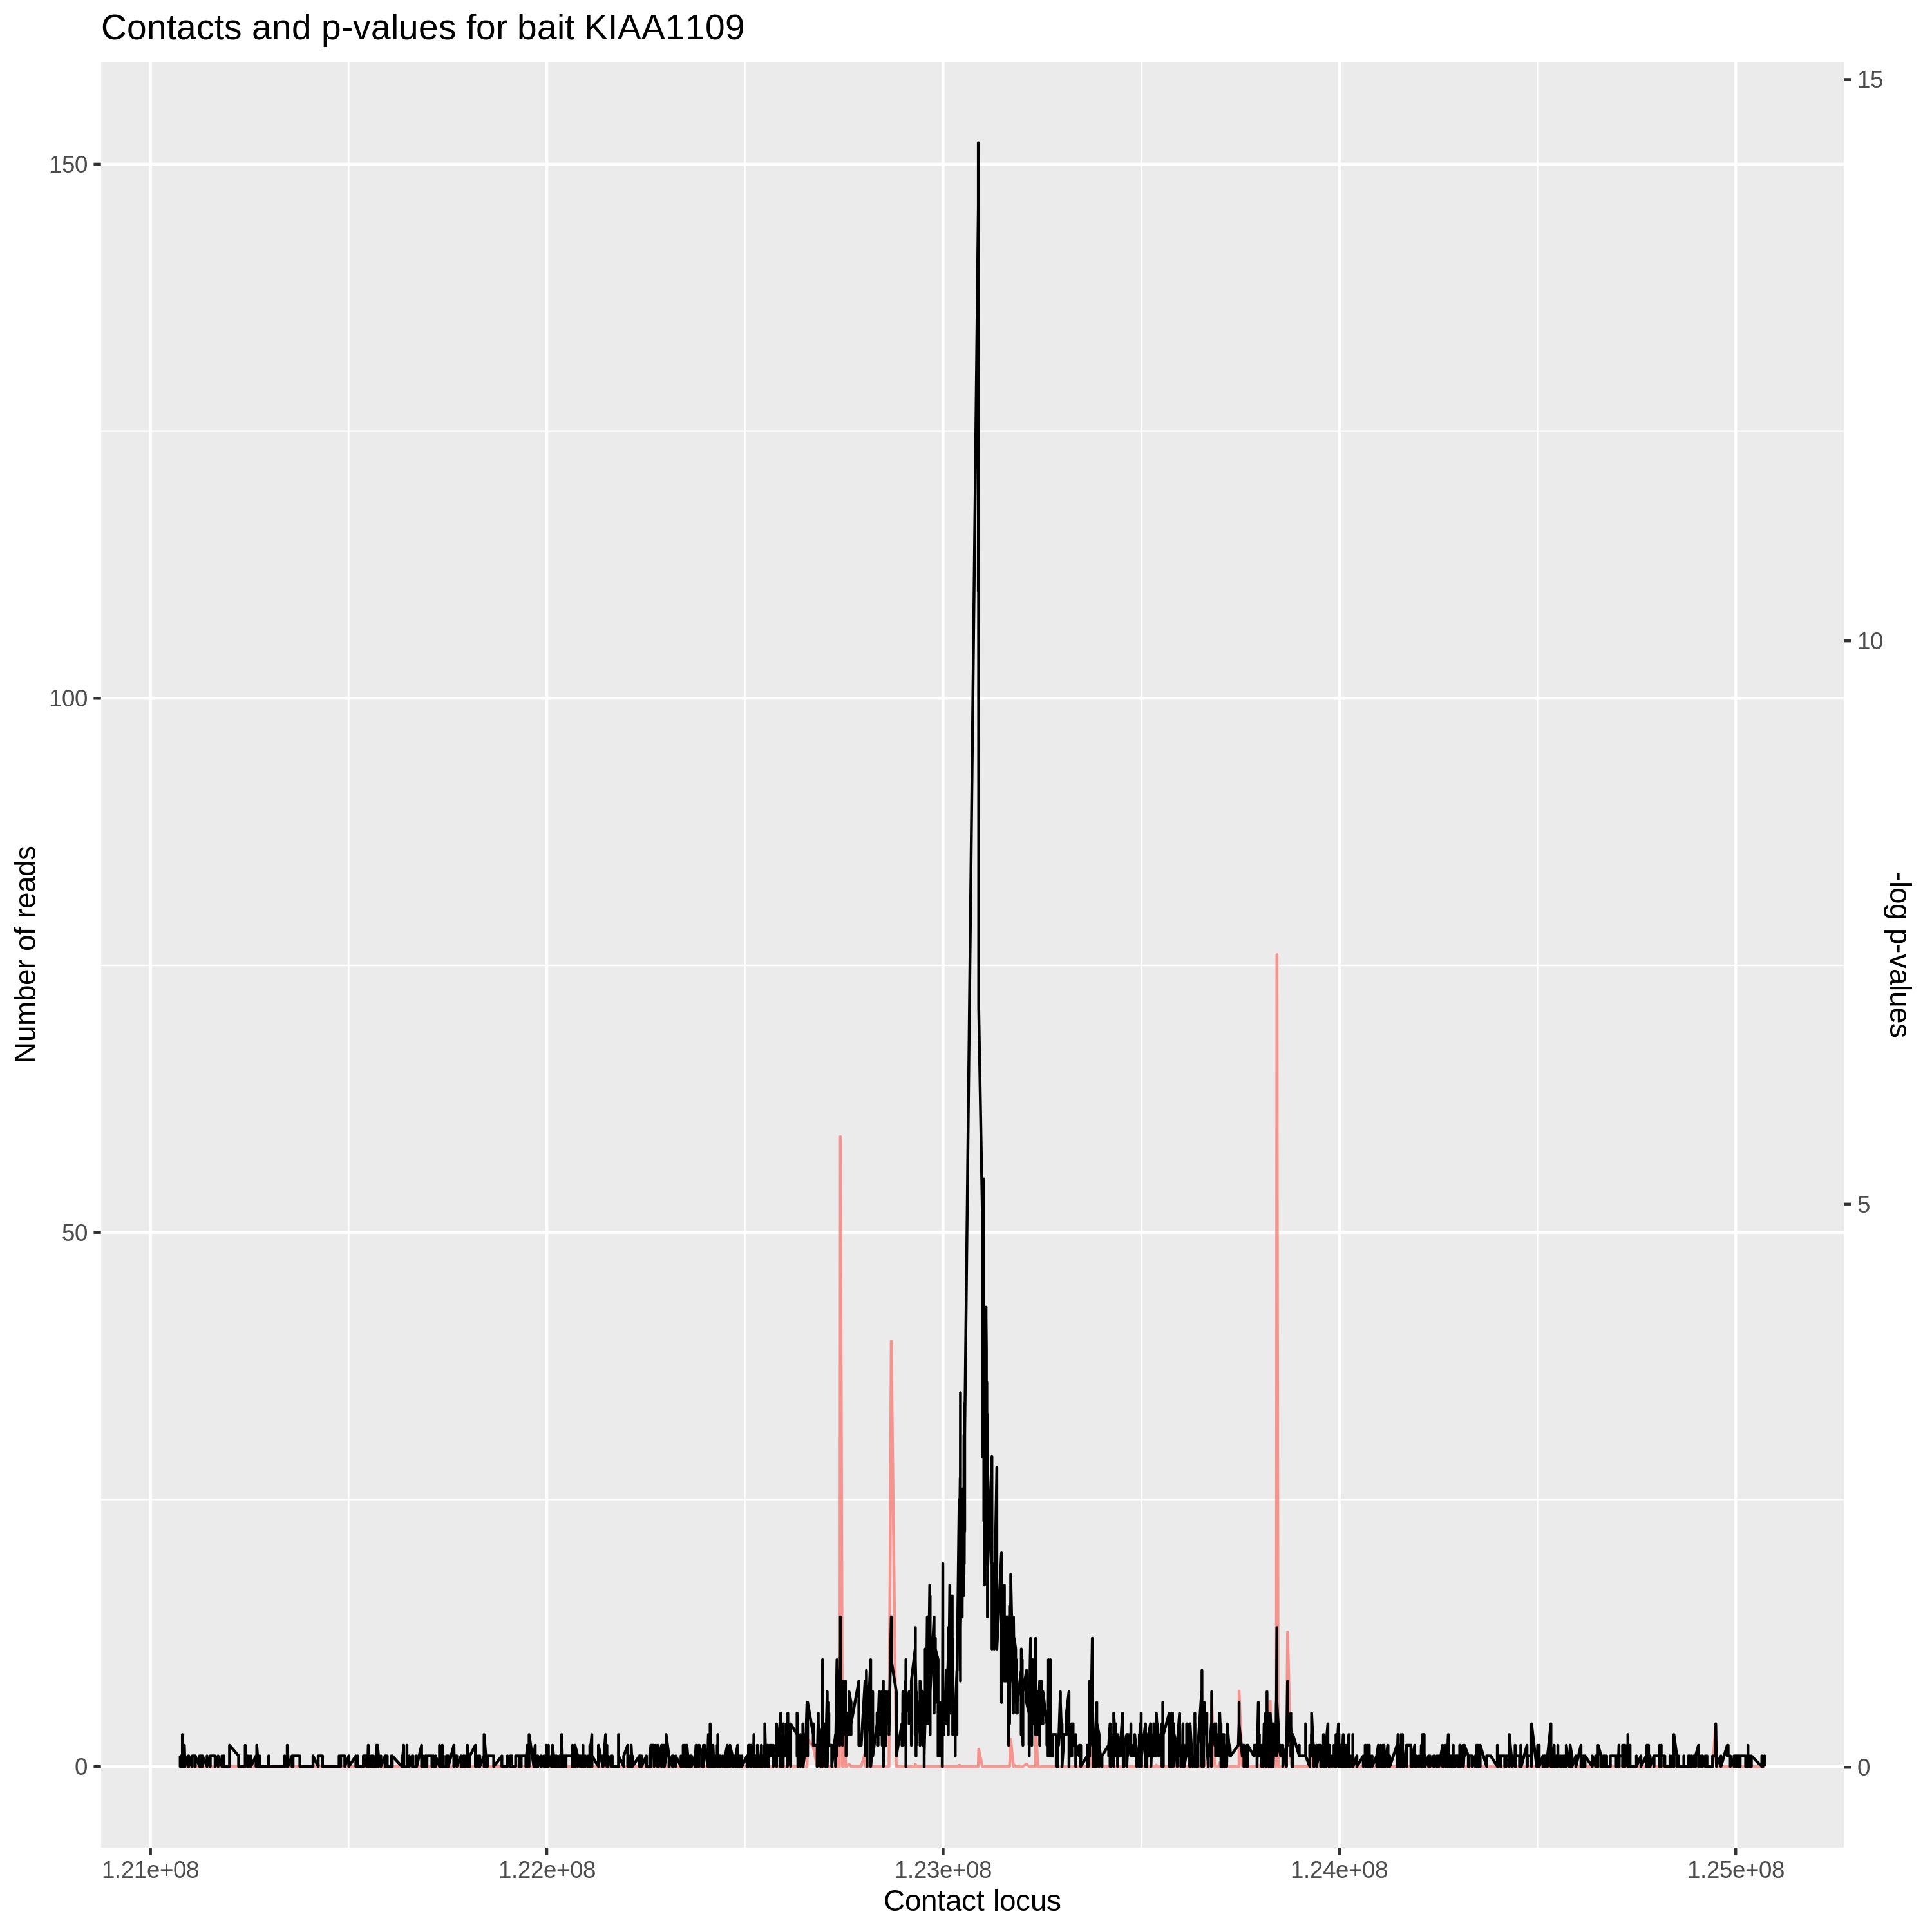 Contacts and p-values for bait KIAA1109
15
150
10
100
Number of reads
-log p-values
5
50
0
0
1.21e+08
1.22e+08
1.23e+08
1.24e+08
1.25e+08
Contact locus